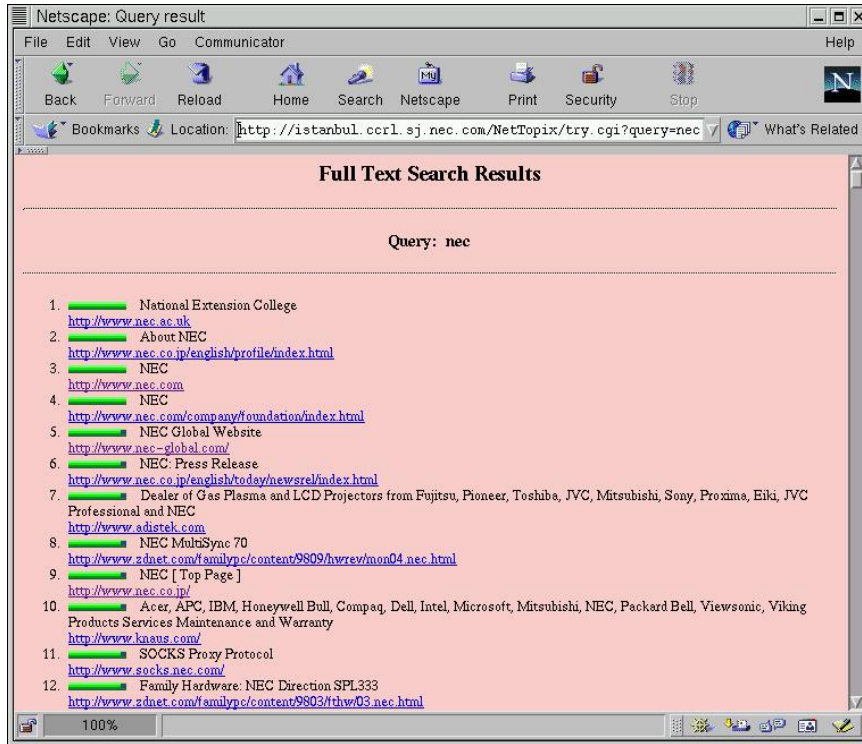 Netscape: Query result
File Edit View Go Communicator Help
Back Forward Reload Home Search Netscape Print Security Stop
My
N
Bookmarks Location: http://istanbul.ccrl.sj.nec.com/NetTopix/try.cgi?query=nec What's Related
Full Text Search Results
Query: nec
1. National Extension College
http://www.nec.ac.uk
2. About NEC
http://www.nec.co.jp/english/profile/index.html
3. NEC
http://www.nec.com
4. NEC
http://www.nec.com/company/foundation/index.html
5. NEC Global Website
http://www.nec-global.com/
6. NEC: Press Release
http://www.nec.co.jp/english/today/newsrel/index.html
7. Dealer of Gas Plasma and LCD Projectors from Fujitsu, Pioneer, Toshiba, JVC, Mitsubishi, Sony, Proxima, Eiki, JVC
Professional and NEC
http://www.adistek.com
8. NEC MultiSync 70
http://www.zdnet.com/familypc/content/9809/hwrev/mon04.nec.html
9. NEC [ Top Page ]
http://www.nec.co.jp/
10. Acer, APC, IBM, Honeywell Bull, Compaq, Dell, Intel, Microsoft, Mitsubishi, NEC, Packard Bell, Viewsonic, Viking
Products Services Maintenance and Warranty
http://www.knaus.com/
11. SOCKS Proxy Protocol
http://www.socks.nec.com/
12. Family Hardware: NEC Direction SPL333
http://www.zdnet.com/familypc/content/9803/fthw/03.nec.html
100%